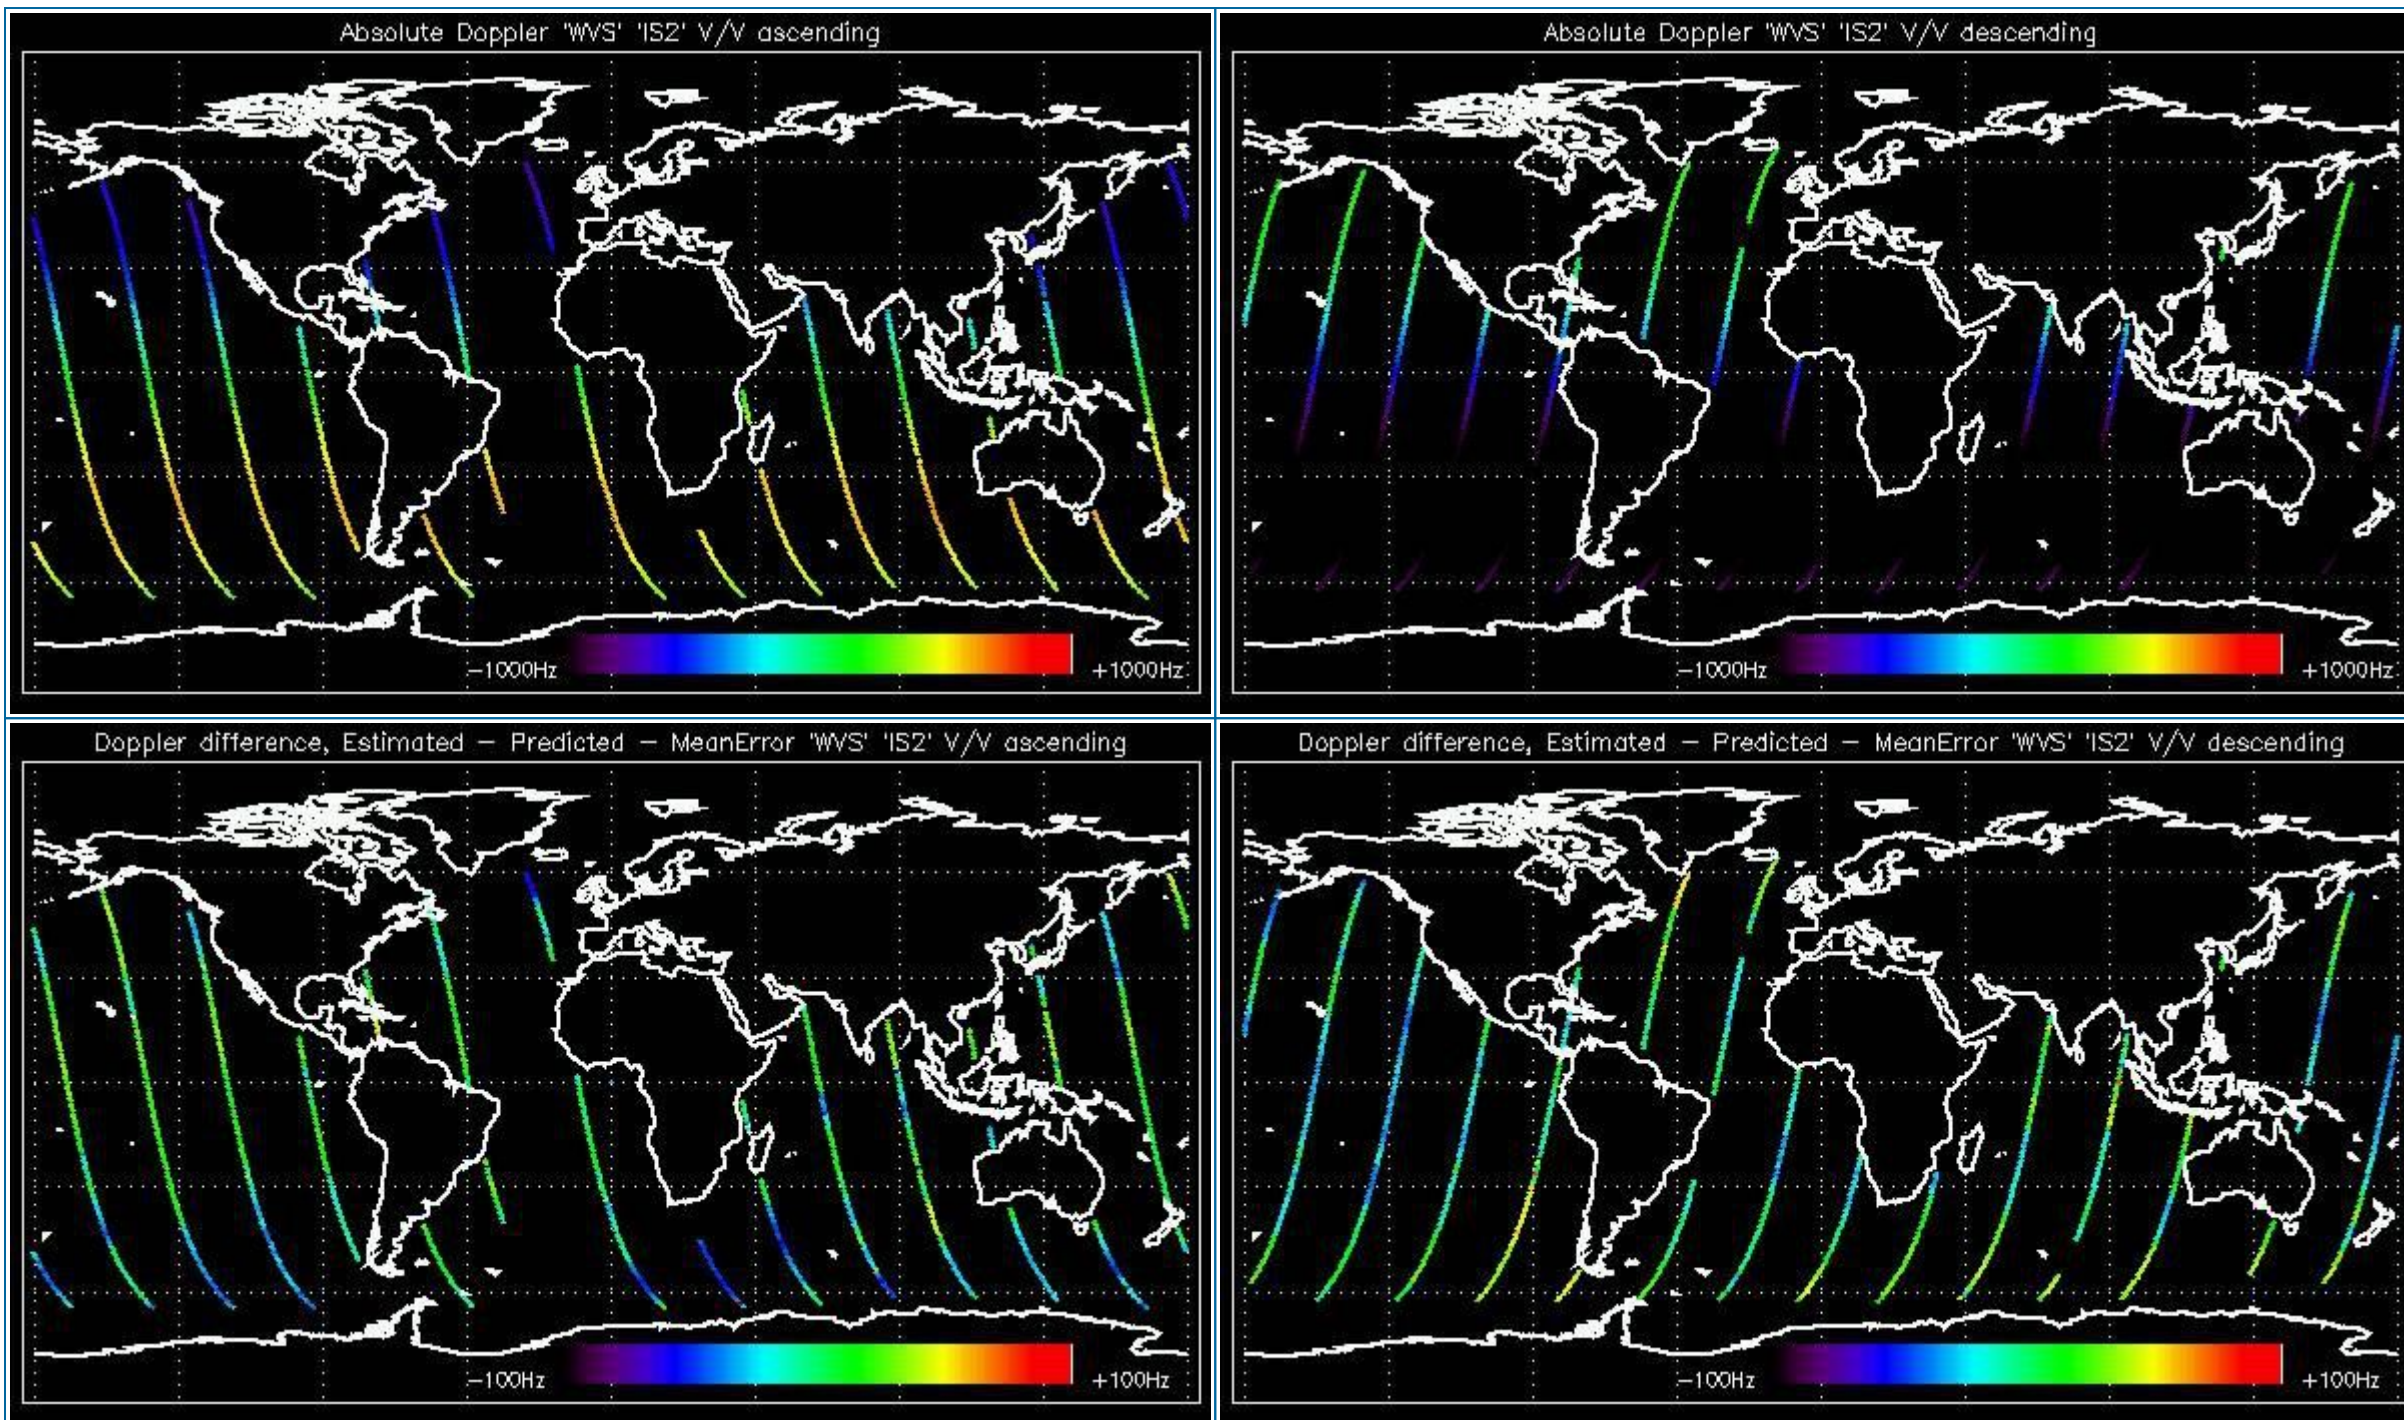 Absolute Doppler 'WVS' 'IS2' V/V ascending
-1000Hz
+1000Hz
Absolute Doppler 'WVS' 'IS2' V/V descending
-1000Hz
+1000Hz
Doppler difference, Estimated - Predicted - MeanError 'WVS' 'IS2' V/V ascending
-100Hz
+100Hz
Doppler difference, Estimated - Predicted - MeanError 'WVS' 'IS2' V/V descending
-100Hz
+100Hz